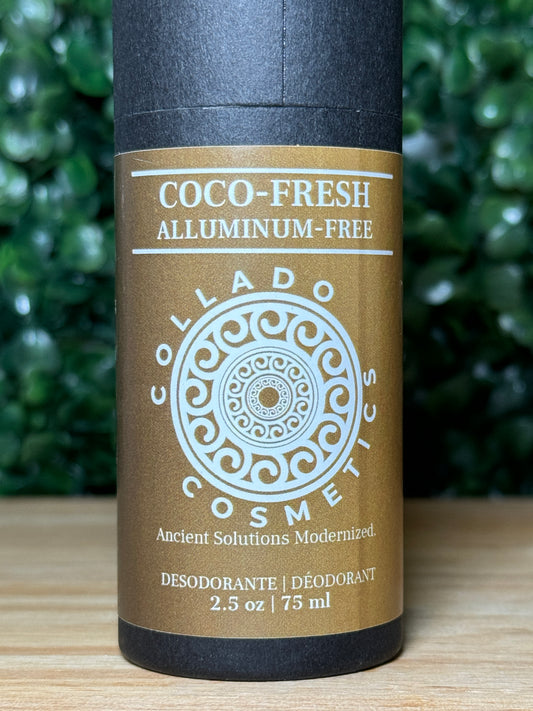 COCO-FRESH
ALLUMINUM-FREE
COLLADO
COSMETICS
Ancient Solutions Modernized.
DESODORANTE | DÉODORANT
2.5 oz | 75 ml